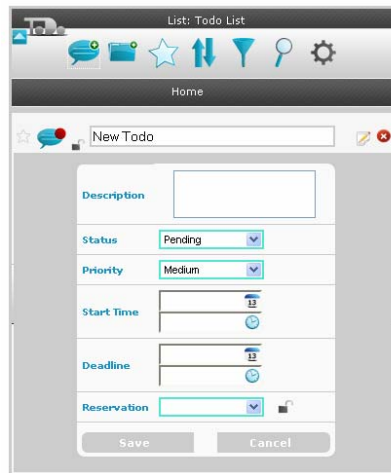 List: Todo List
ToDo
Home
New Todo
Description
Status Pending
Priority Medium
Start Time
13
Deadline
13
Reservation
Save Cancel